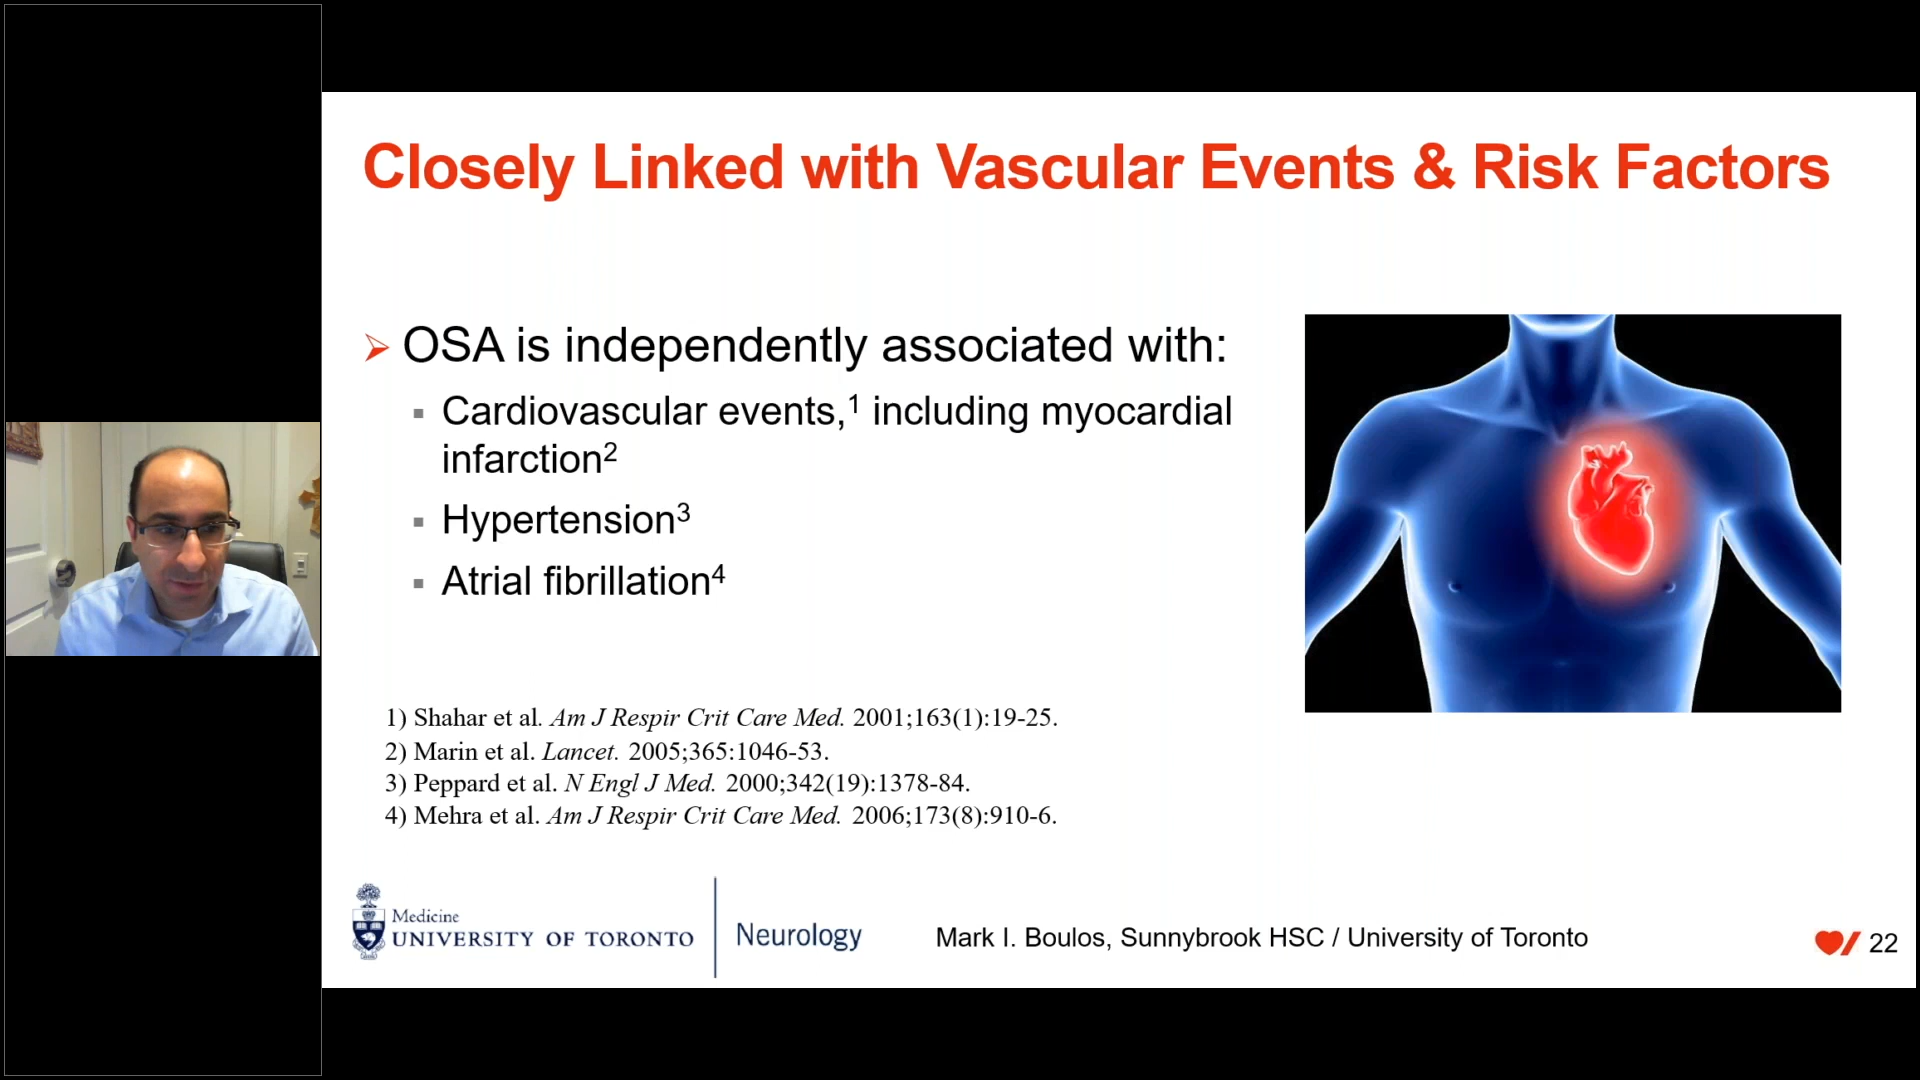 Closely Linked with Vascular Events & Risk Factors
➢ OSA is independently associated with:
▪ Cardiovascular events,¹ including myocardial
infarction²
▪ Hypertension³
▪ Atrial fibrillation⁴
1) Shahar et al. Am J Respir Crit Care Med. 2001;163(1):19-25.
2) Marin et al. Lancet. 2005;365:1046-53.
3) Peppard et al. N Engl J Med. 2000;342(19):1378-84.
4) Mehra et al. Am J Respir Crit Care Med. 2006;173(8):910-6.
Medicine
UNIVERSITY OF TORONTO
Neurology
Mark I. Boulos, Sunnybrook HSC / University of Toronto
22